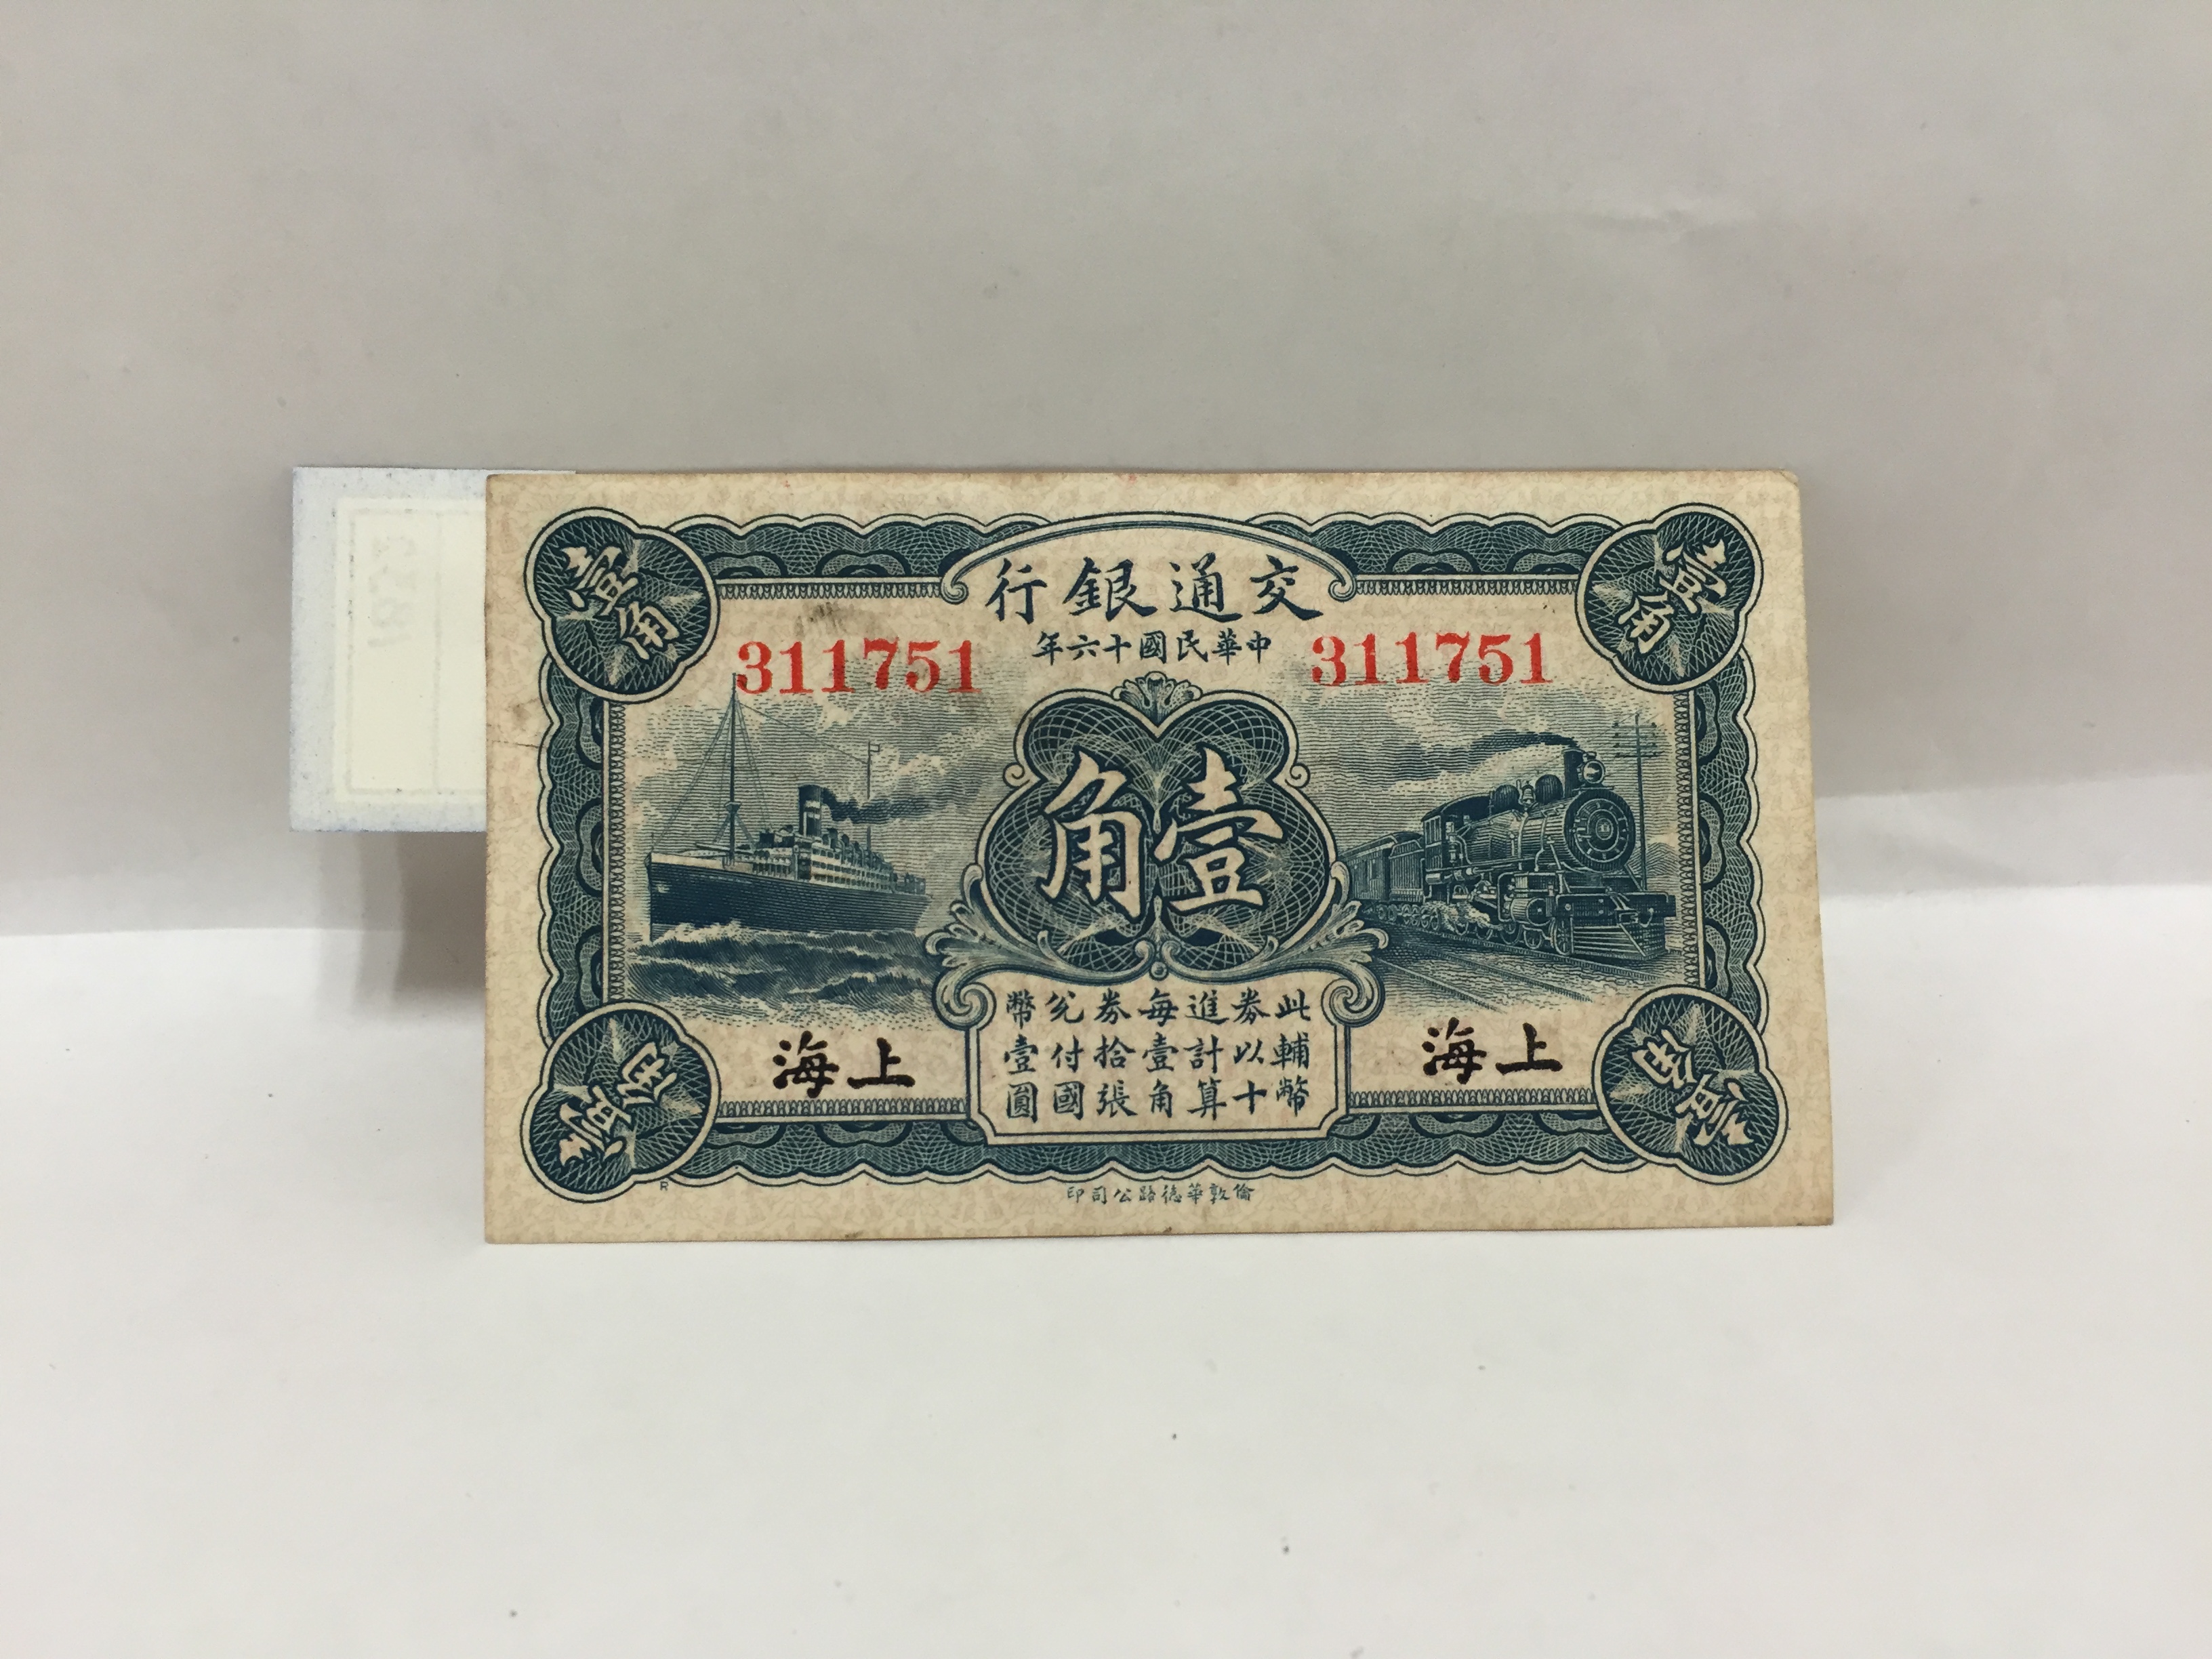 交通銀行
中華民國十六年
311751
311751
壹角
壹角
壹角
此輔幣
券以十
進計算
每壹角
券拾張
兌付國
幣壹圓
上海
上海
壹角
壹角
R
倫敦華德路公司印